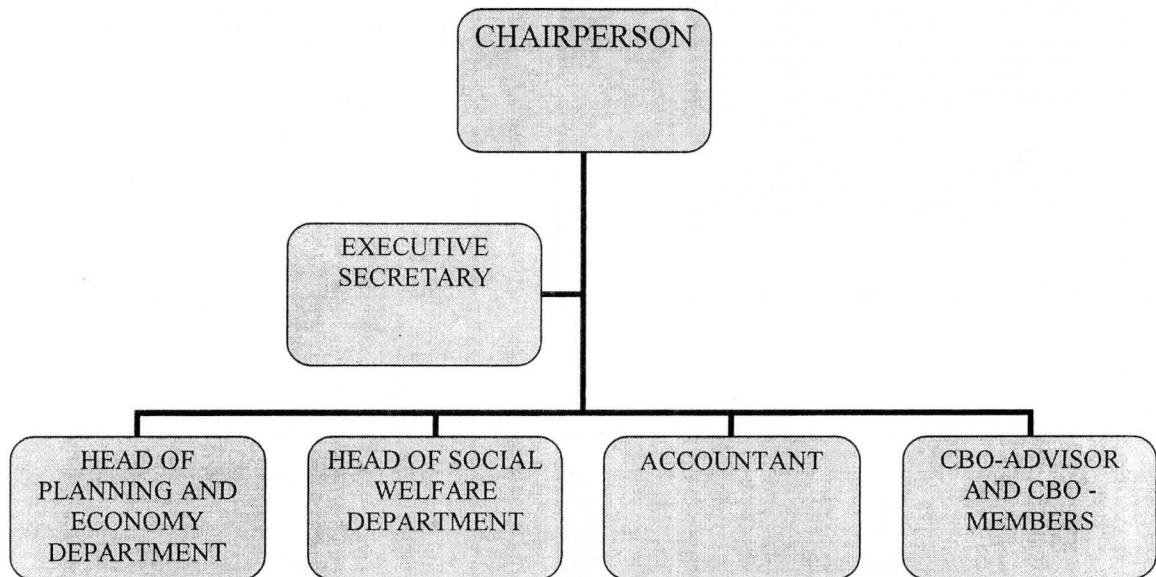 CHAIRPERSON
EXECUTIVE
SECRETARY
HEAD OF
PLANNING AND
ECONOMY
DEPARTMENT
HEAD OF SOCIAL
WELFARE
DEPARTMENT
ACCOUNTANT
CBO-ADVISOR
AND CBO -
MEMBERS